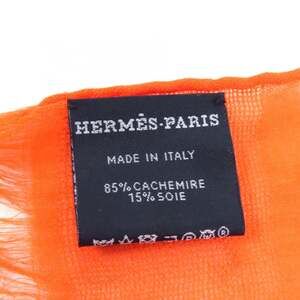 HERMÈS-PARIS
MADE IN ITALY
85% CACHEMIRE
15% SOIE